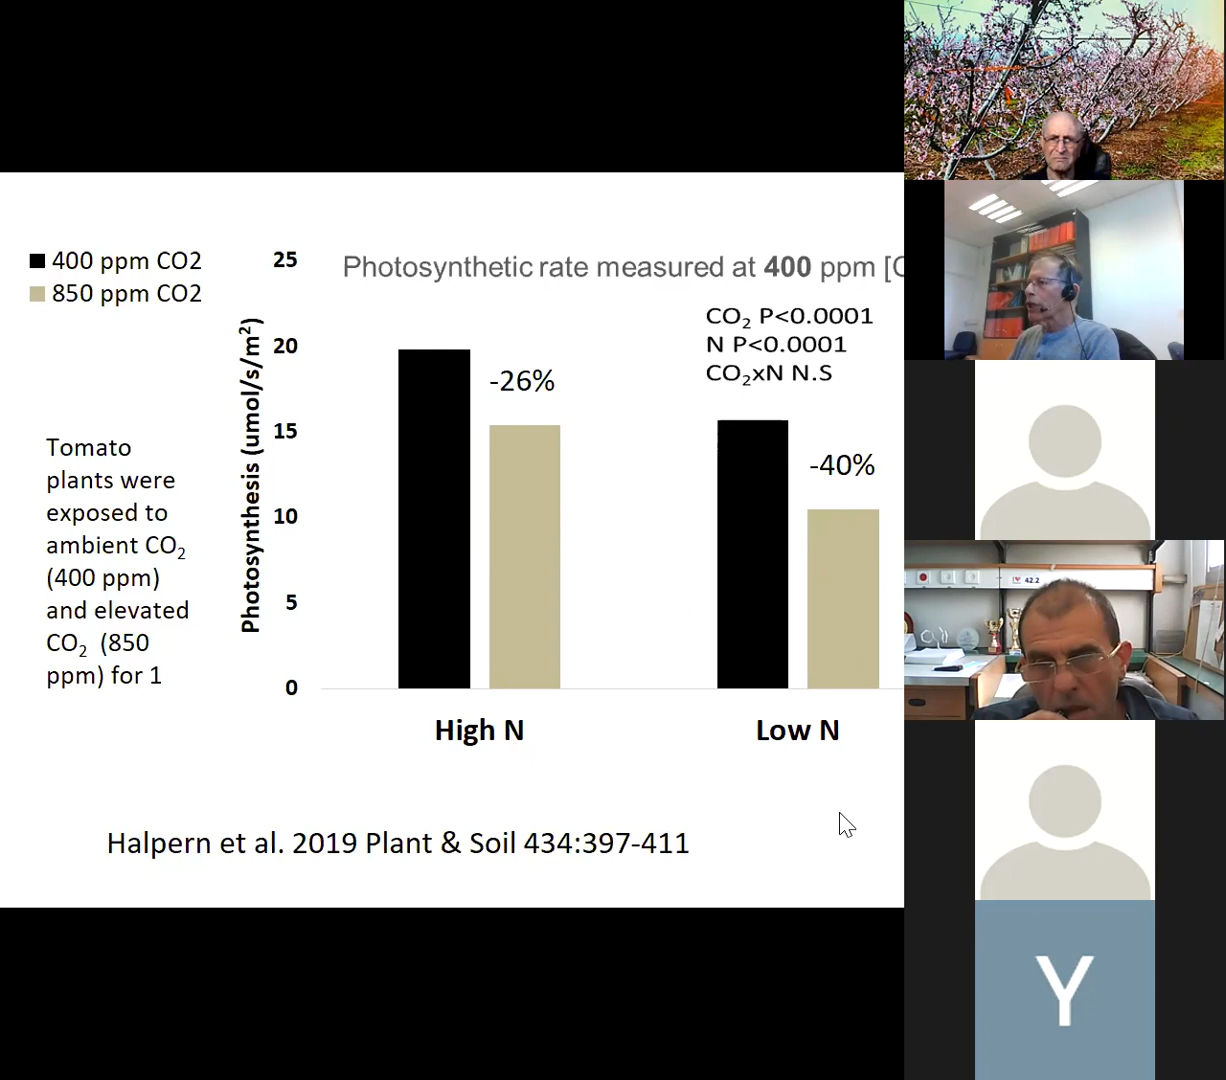 400 ppm CO2
850 ppm CO2
Photosynthetic rate measured at 400 ppm [C
CO₂ P<0.0001
N P<0.0001
CO₂xN N.S
Photosynthesis (umol/s/m²)
25
20
15
10
5
0
-26%
-40%
High N
Low N
Tomato
plants were
exposed to
ambient CO₂
(400 ppm)
and elevated
CO₂ (850
ppm) for 1
Halpern et al. 2019 Plant & Soil 434:397-411
42.2
Y